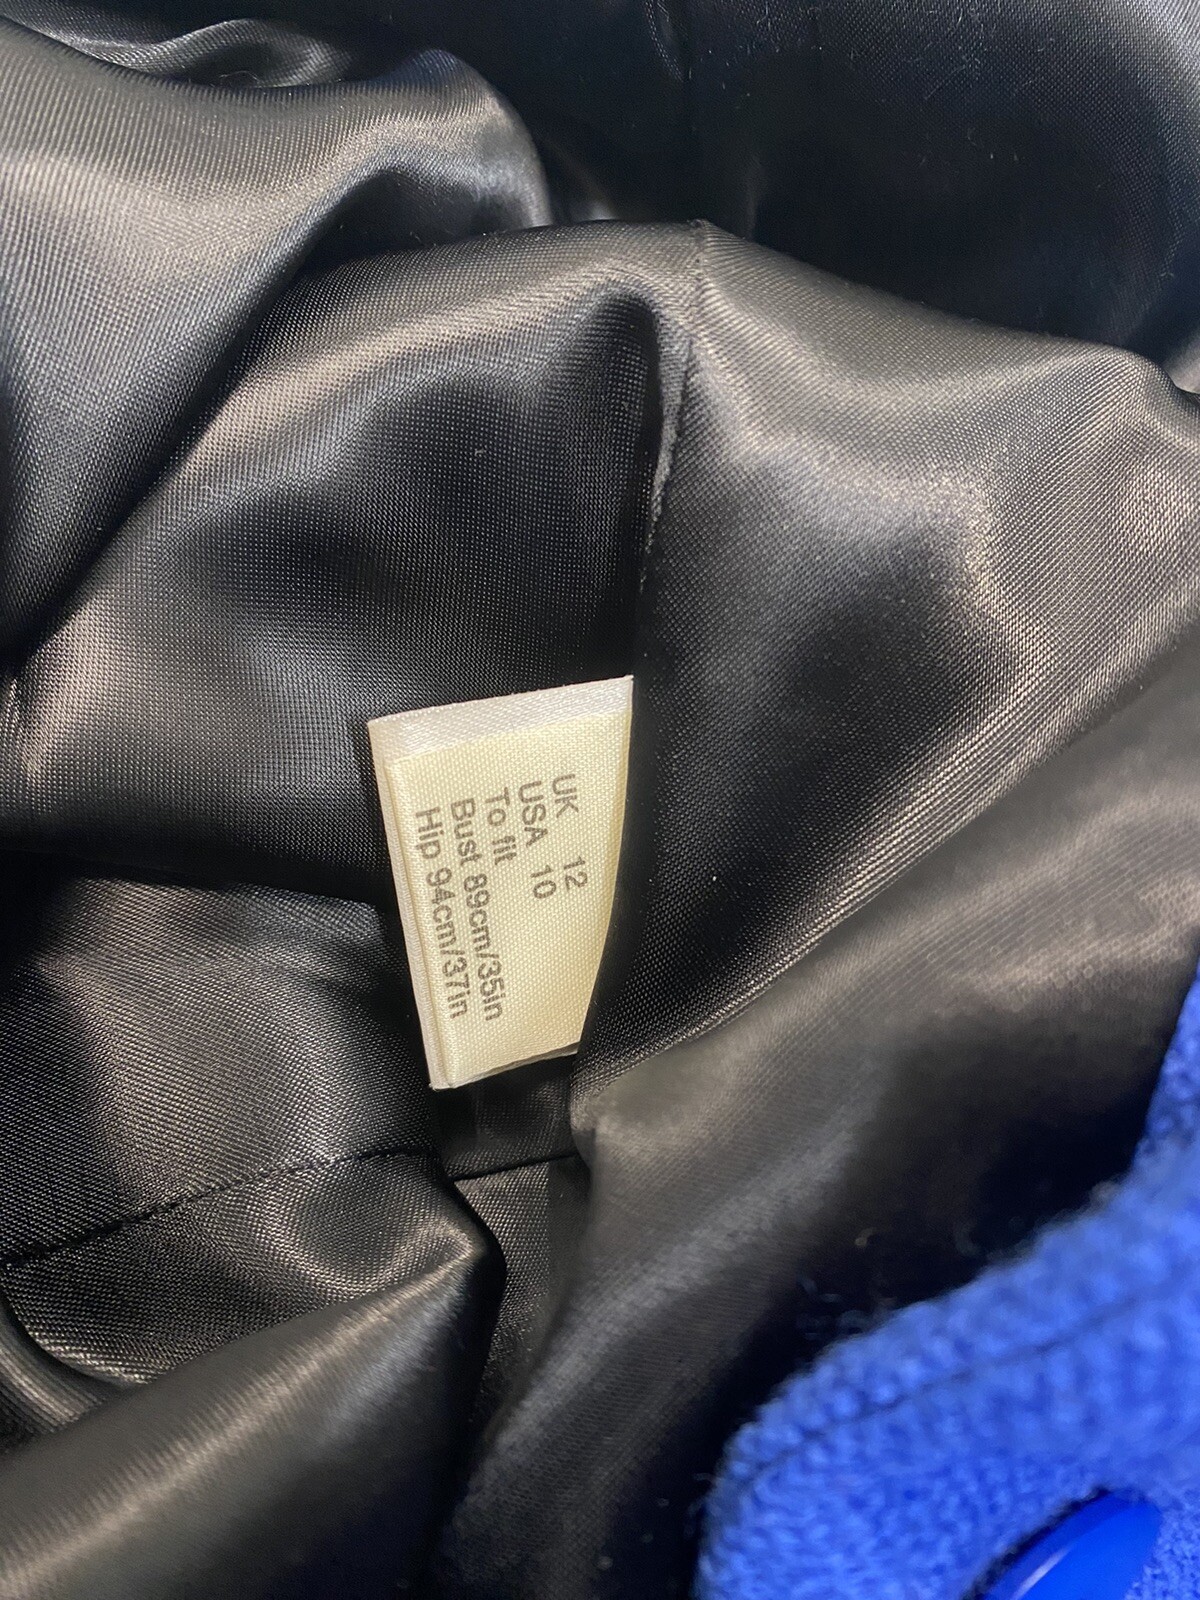 UK 12
USA 10
To fit
Bust 89cm/35in
Hip 94cm/37in